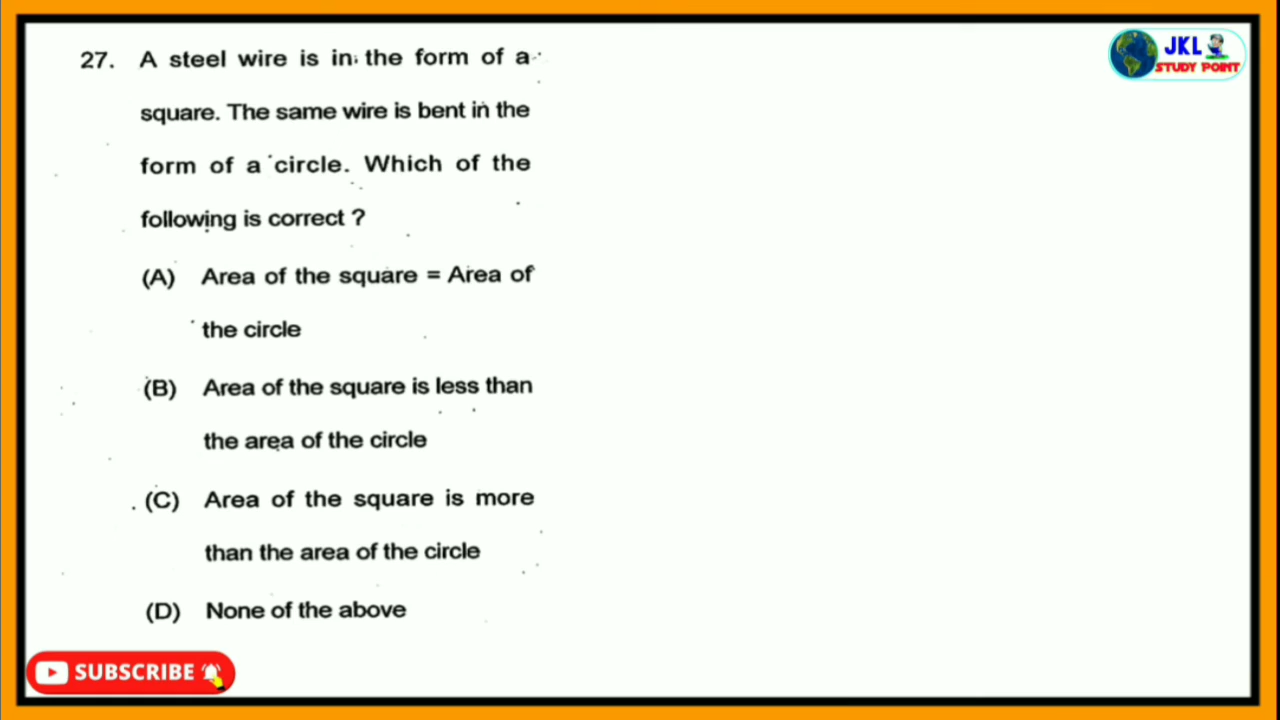 JKL
STUDY POINT
27. A steel wire is in the form of a
square. The same wire is bent in the
form of a circle. Which of the
following is correct ?
(A) Area of the square = Area of
the circle
(B) Area of the square is less than
the area of the circle
(C) Area of the square is more
than the area of the circle
(D) None of the above
SUBSCRIBE